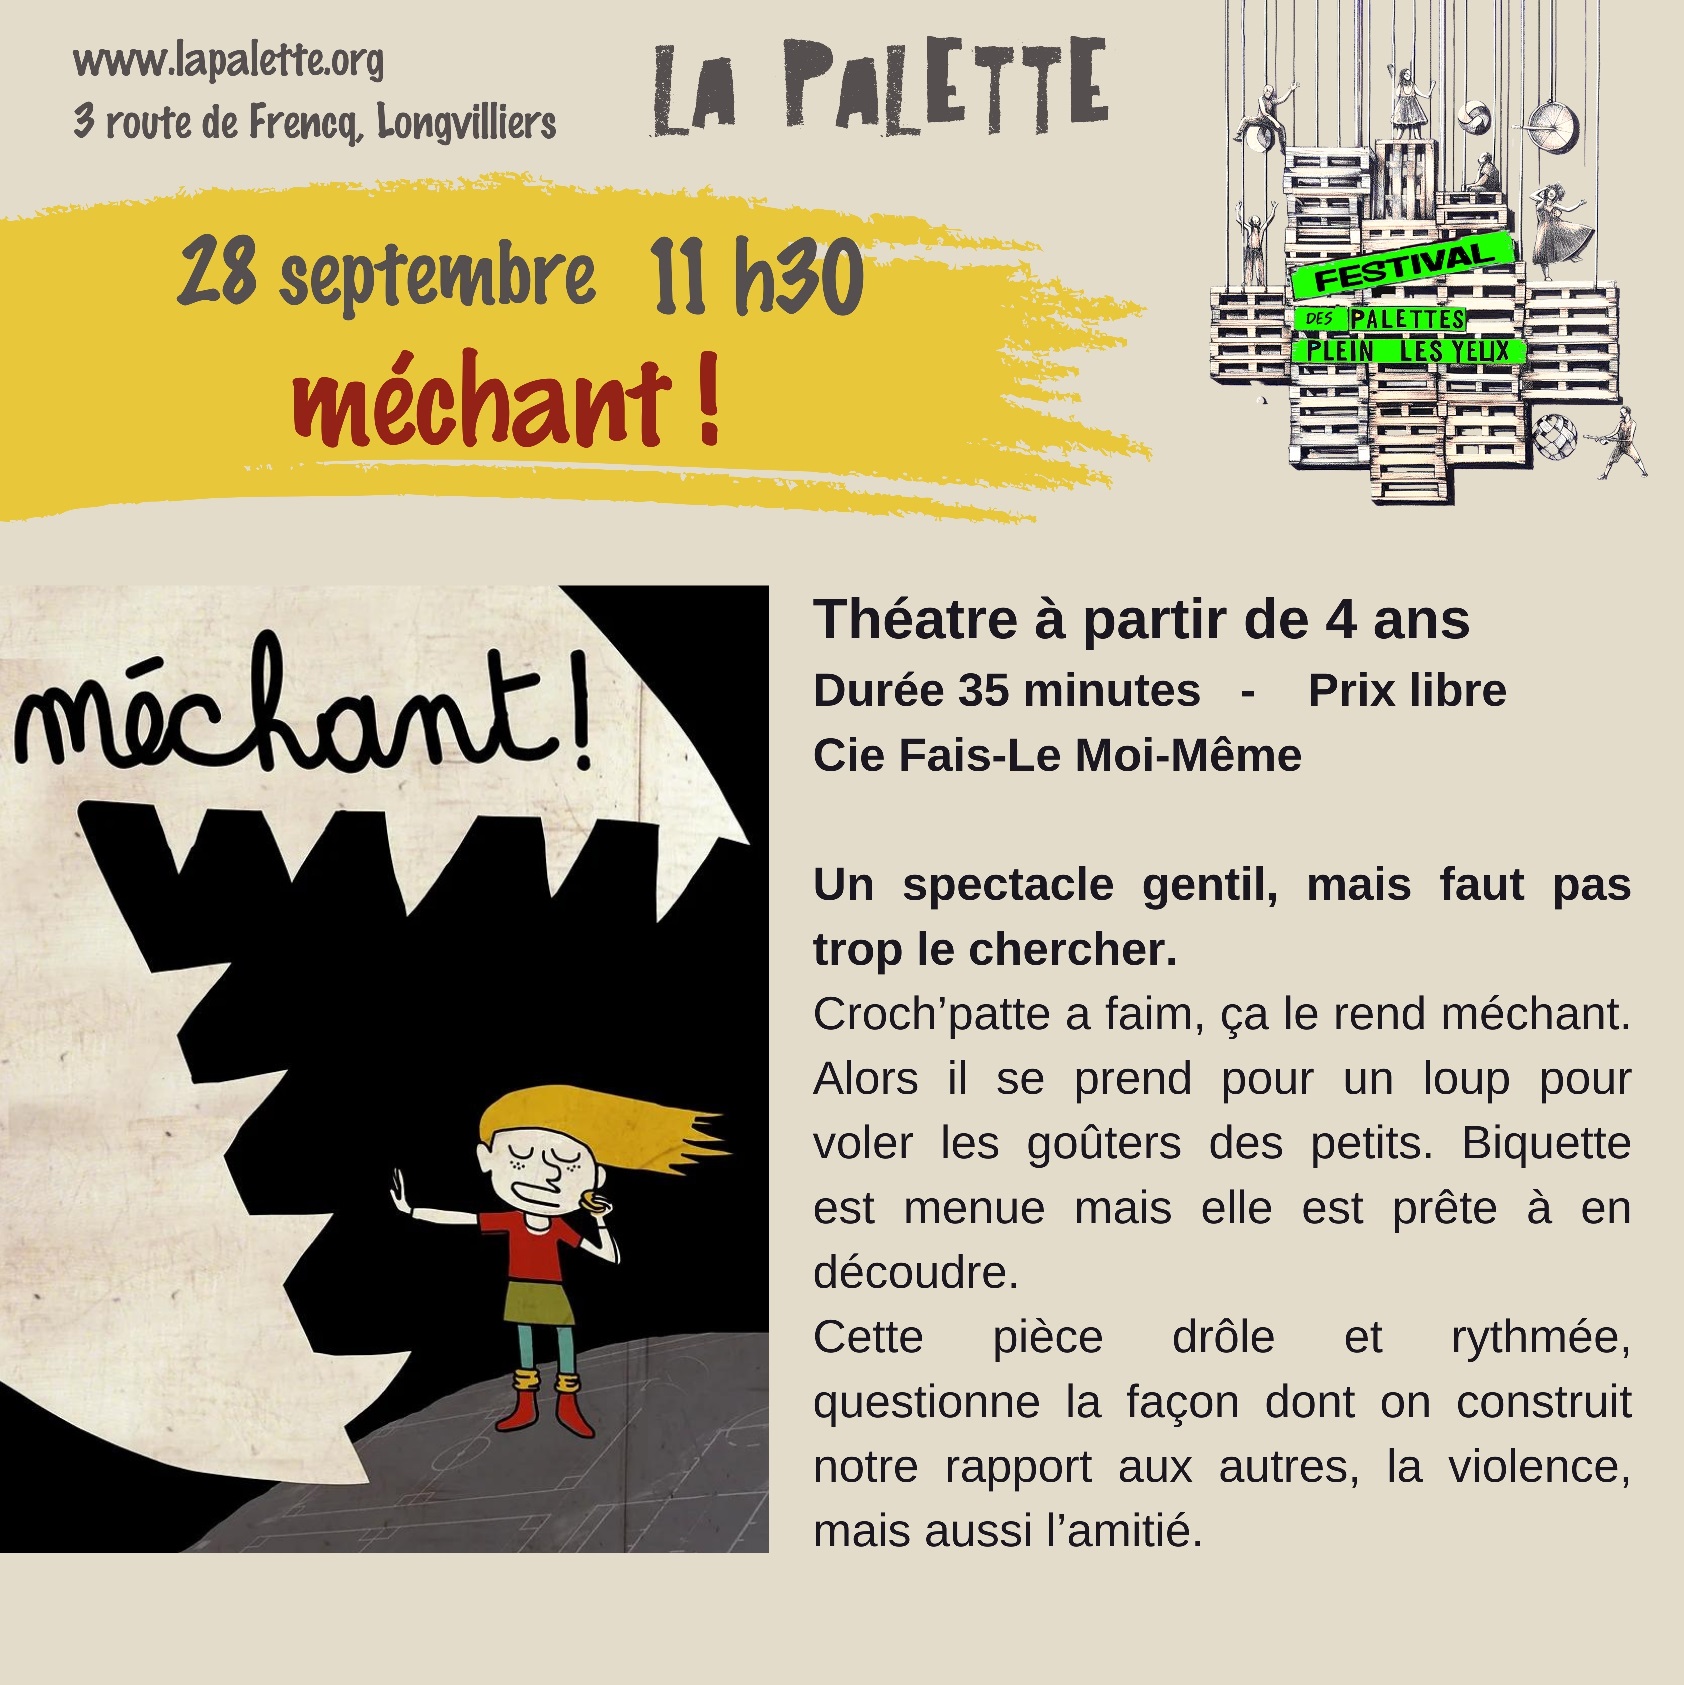 www.lapalette.org
3 route de Frencq, Longvilliers
LA PALETTE
28 septembre 11 h30
méchant !
FESTIVAL
DES PALETTES
PLEIN LES YEUX
méchant!
Théatre à partir de 4 ans
Durée 35 minutes - Prix libre
Cie Fais-Le Moi-Même
Un spectacle gentil, mais faut pas
trop le chercher.
Croch’patte a faim, ça le rend méchant.
Alors il se prend pour un loup pour
voler les goûters des petits. Biquette
est menue mais elle est prête à en
découdre.
Cette pièce drôle et rythmée,
questionne la façon dont on construit
notre rapport aux autres, la violence,
mais aussi l’amitié.